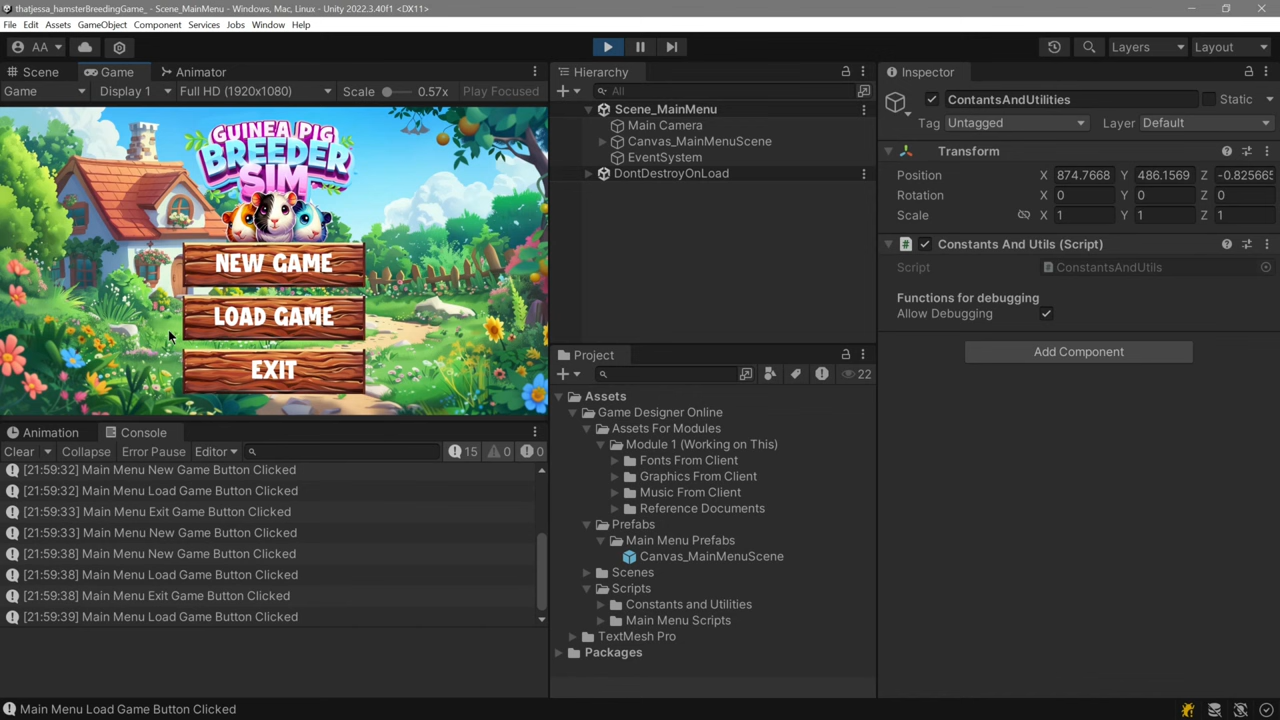 thatjessa_hamsterBreedingGame_ - Scene_MainMenu - Windows, Mac, Linux - Unity 2022.3.40f1 <DX11>
File Edit Assets GameObject Component Services Jobs Window Help
AA Layers Layout
Scene Game Animator
Game Display 1 Full HD (1920x1080) Scale 0.57x Play Focused
GUINEA PIG
BREEDER
SIM
NEW GAME
LOAD GAME
EXIT
Animation Console
Clear Collapse Error Pause Editor 15 0 0
[21:59:32] Main Menu New Game Button Clicked
[21:59:32] Main Menu Load Game Button Clicked
[21:59:33] Main Menu Exit Game Button Clicked
[21:59:33] Main Menu New Game Button Clicked
[21:59:38] Main Menu New Game Button Clicked
[21:59:38] Main Menu Load Game Button Clicked
[21:59:38] Main Menu Exit Game Button Clicked
[21:59:39] Main Menu Load Game Button Clicked
Hierarchy
All
Scene_MainMenu
Main Camera
Canvas_MainMenuScene
EventSystem
DontDestroyOnLoad
Project
22
Assets
Game Designer Online
Assets For Modules
Module 1 (Working on This)
Fonts From Client
Graphics From Client
Music From Client
Reference Documents
Prefabs
Main Menu Prefabs
Canvas_MainMenuScene
Scenes
Scripts
Constants and Utilities
Main Menu Scripts
TextMesh Pro
Packages
Inspector
ContantsAndUtilities Static
Tag Untagged Layer Default
Transform
Position X 874.7668 Y 486.1569 Z -0.825665
Rotation X 0 Y 0 Z 0
Scale X 1 Y 1 Z 1
Constants And Utils (Script)
Script ConstantsAndUtils
Functions for debugging
Allow Debugging
Add Component
Main Menu Load Game Button Clicked